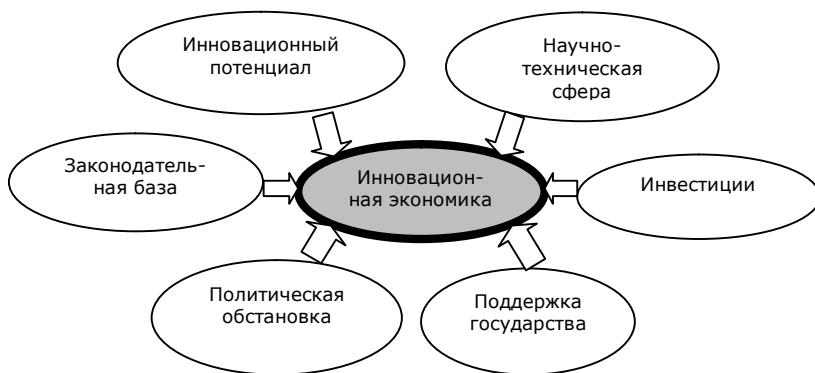 Инновационный
потенциал
Научно-
техническая
сфера
Законодатель-
ная база
Инновацион-
ная экономика
Инвестиции
Политическая
обстановка
Поддержка
государства